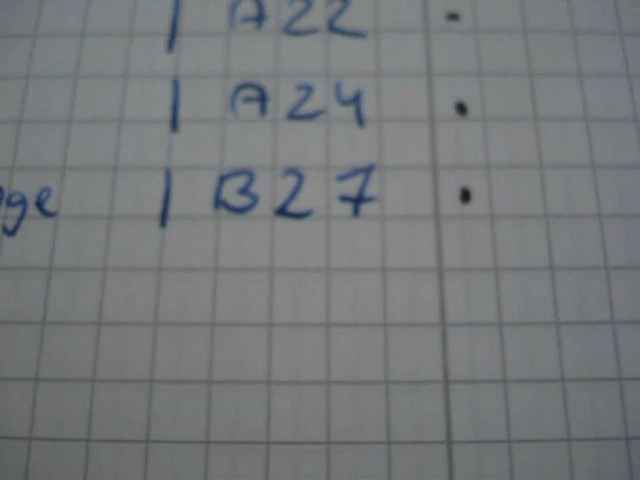 | A22 .
| A24 .
ge | B27 .